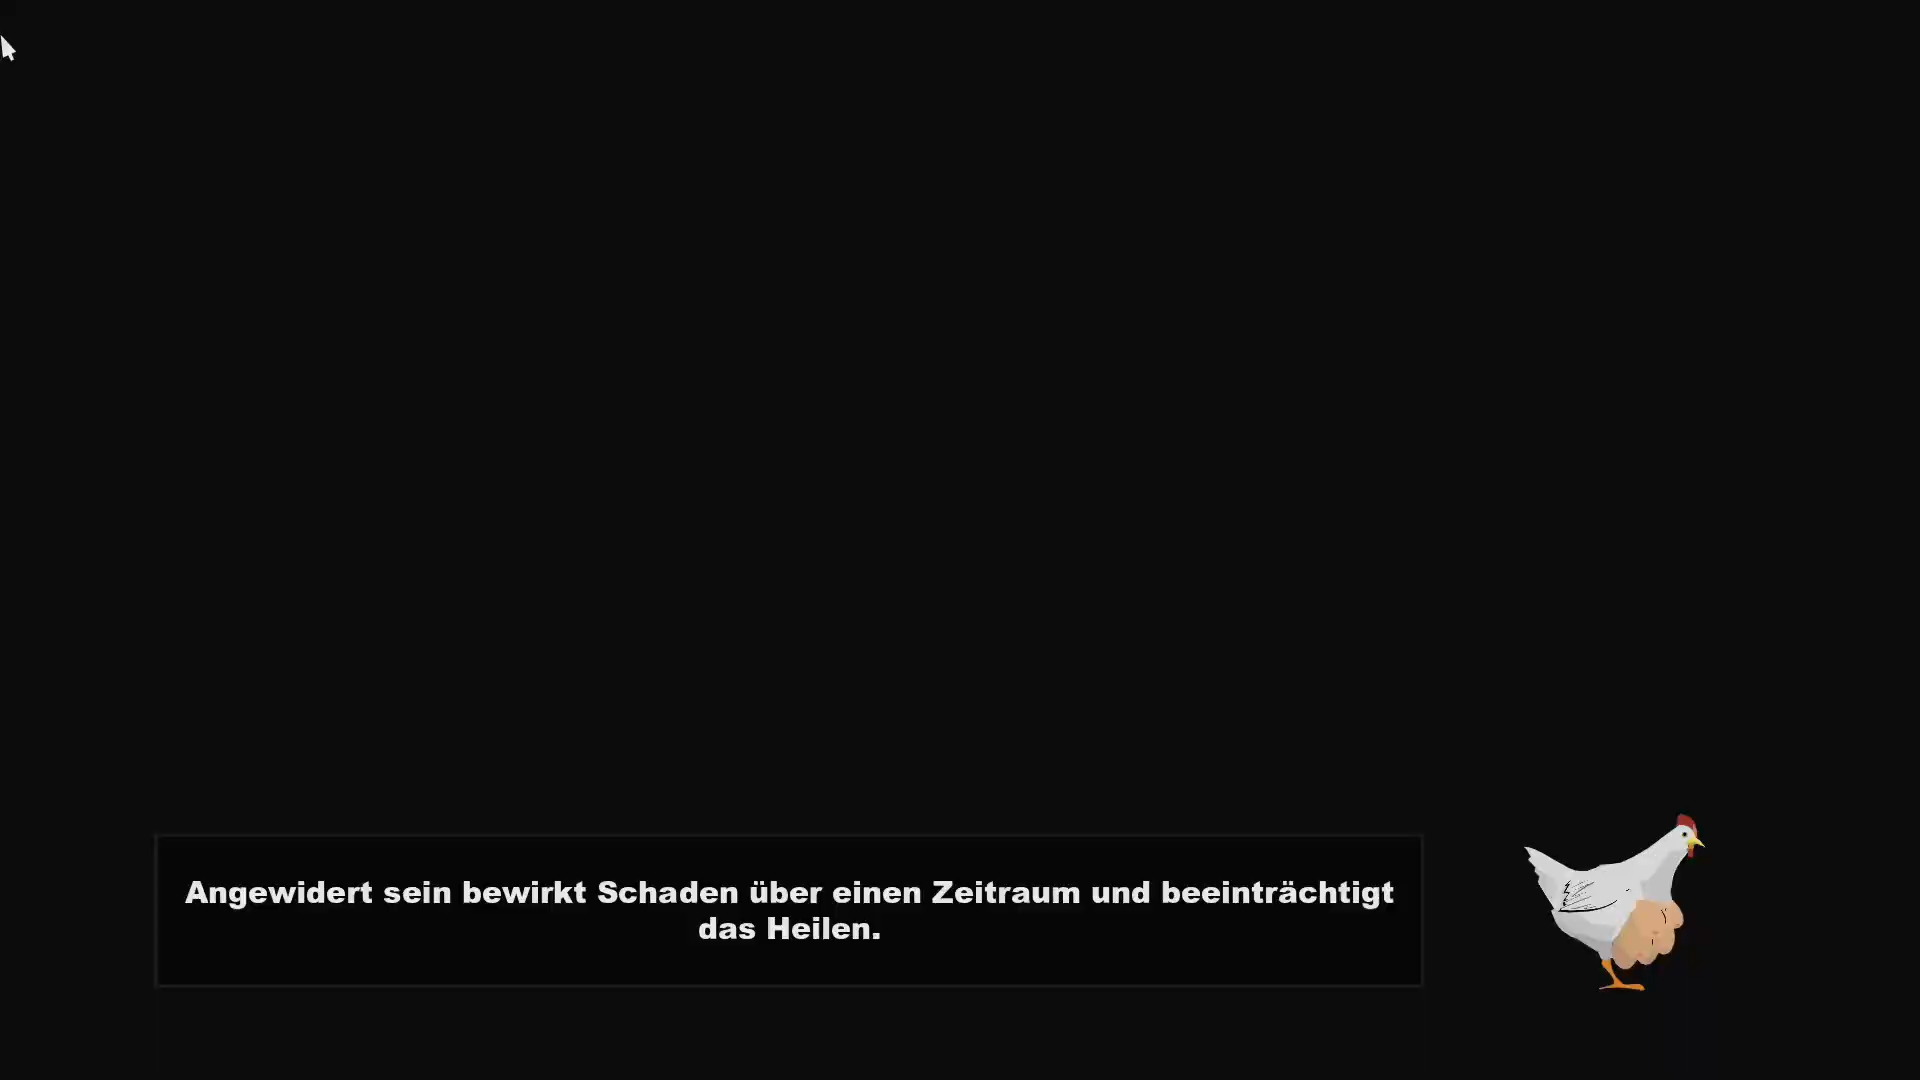 Angewidert sein bewirkt Schaden über einen Zeitraum und beeinträchtigt
das Heilen.